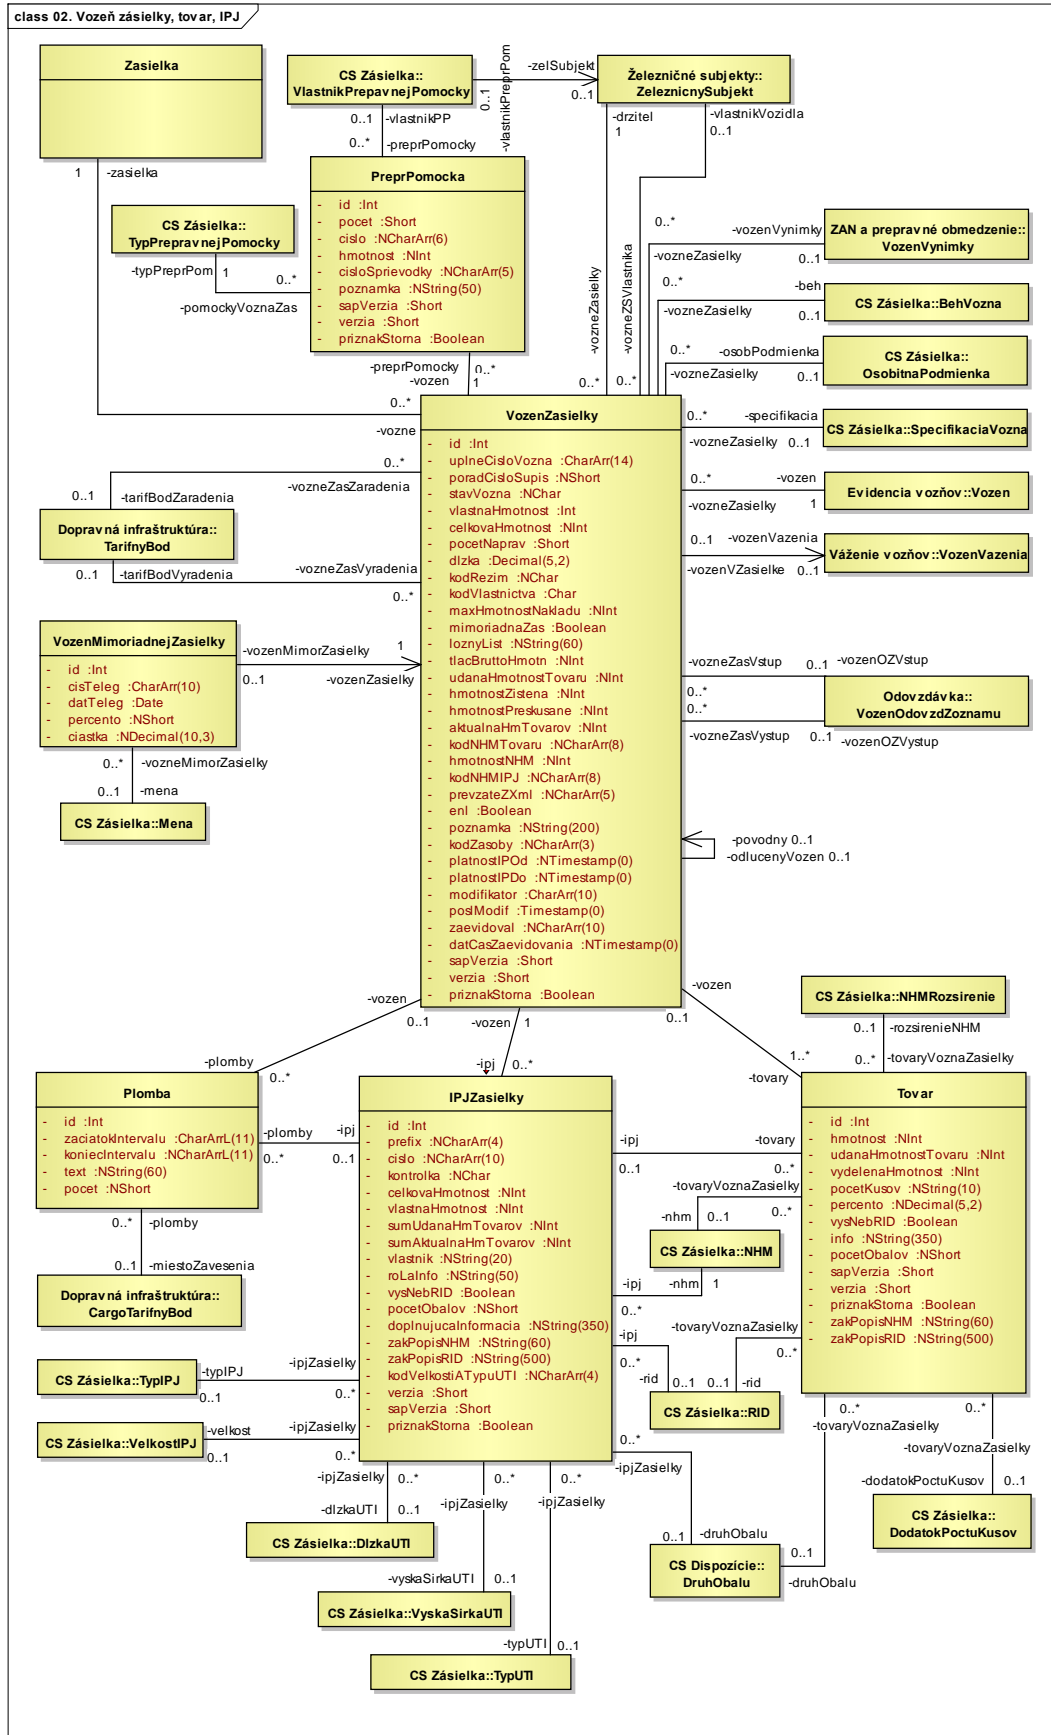 class 02. Vozeň zásielky, tovar, IPJ
Zasielka
CS Zásielka::
VlastnikPrepavnejPomocky
Železničné subjekty::
ZeleznicnySubjekt
-zelSubjekt
0..1
0..1
-vlastnikPreprPom
0..1
-vlastnikPP
0..*
-preprPomocky
-drzitel
1
-vlastnikVozidla
0..1
1
-zasielka
PreprPomocka
- id :Int
- pocet :Short
- cislo :NCharArr(6)
- hmotnost :NInt
- cisloSprievodky :NCharArr(5)
- poznamka :NString(50)
- sapVerzia :Short
- verzia :Short
- priznakStorna :Boolean
CS Zásielka::
TypPrepravnejPomocky
-typPreprPom
1
0..*
-pomockyVoznaZas
ZAN a prepravné obmedzenie::
VozenVynimky
0..*
-vozenVynimky
-vozneZasielky
0..1
CS Zásielka::BehVozna
0..*
-beh
-vozneZasielky
0..1
CS Zásielka::
OsobitnaPodmienka
0..*
-osobPodmienka
-vozneZasielky
0..1
-vozneZasielky
0..*
-vozneZSVlastnika
0..*
-preprPomocky
0..*
-vozen
1
0..*
-vozne
VozenZasielky
- id :Int
- uplneCisloVozna :CharArr(14)
- poradCisloSupis :NShort
- stavVozna :NChar
- vlastnaHmotnost :Int
- celkovaHmotnost :NInt
- pocetNaprav :Short
- dlzka :Decimal(5,2)
- kodRezim :NChar
- kodVlastnictva :Char
- maxHmotnostNakladu :NInt
- mimoriadnaZas :Boolean
- loznyList :NString(60)
- tlacBruttoHmotn :NInt
- udanaHmotnostTovaru :NInt
- hmotnostZistena :NInt
- hmotnostPreskusane :NInt
- aktualnaHmTovarov :NInt
- kodNHMTovaru :NCharArr(8)
- hmotnostNHM :NInt
- kodNHMIPJ :NCharArr(8)
- prevzateZXml :NCharArr(5)
- enl :Boolean
- poznamka :NString(200)
- kodZasoby :NCharArr(3)
- platnostIPOd :NTimestamp(0)
- platnostIPDo :NTimestamp(0)
- modifikator :CharArr(10)
- poslModif :Timestamp(0)
- zaevidoval :NCharArr(10)
- datCasZaevidovania :NTimestamp(0)
- sapVerzia :Short
- verzia :Short
- priznakStorna :Boolean
0..*
-specifikacia
-vozneZasielky
0..1
CS Zásielka::SpecifikaciaVozna
0..*
-vozen
-vozneZasielky
1
Evidencia vozňov::Vozen
0..1
-vozenVazenia
-vozenVZasielke
0..1
Váženie vozňov::VozenVazenia
0..*
-vozneZasZaradenia
0..1
-tarifBodZaradenia
Dopravná infraštruktúra::
TarifnyBod
0..1
-tarifBodVyradenia
-vozneZasVyradenia
0..*
VozenMimoriadnejZasielky
- id :Int
- cisTeleg :CharArr(10)
- datTeleg :Date
- percento :NShort
- ciastka :NDecimal(10,3)
-vozenMimorZasielky
1
0..1
-vozenZasielky
-vozneZasVstup
0..1
-vozenOZVstup
0..*
Odovzdávka::
VozenOdovzdZoznamu
0..*
-vozneZasVystup
0..1
-vozenOZVystup
0..*
-vozneMimorZasielky
0..1
-mena
CS Zásielka::Mena
-povodny 0..1
-odlucenyVozen 0..1
-vozen
0..1
-vozen
1
-vozen
0..1
CS Zásielka::NHMRozsirenie
0..1
-rozsirenieNHM
0..*
-tovaryVoznaZasielky
-plomby
0..*
-ipj
0..*
1..*
-tovary
Plomba
- id :Int
- zaciatokIntervalu :CharArrL(11)
- koniecIntervalu :NCharArrL(11)
- text :NString(60)
- pocet :NShort
-plomby
0..*
-ipj
0..1
IPJZasielky
- id :Int
- prefix :NCharArr(4)
- cislo :NCharArr(10)
- kontrolka :NChar
- celkovaHmotnost :NInt
- vlastnaHmotnost :NInt
- sumUdanaHmTovarov :NInt
- sumAktualnaHmTovarov :NInt
- vlastnik :NString(20)
- roLaInfo :NString(50)
- vysNebRID :Boolean
- pocetObalov :NShort
- doplnujucaInformacia :NString(350)
- zakPopisNHM :NString(60)
- zakPopisRID :NString(500)
- kodVelkostiATypuUTI :NCharArr(4)
- verzia :Short
- sapVerzia :Short
- priznakStorna :Boolean
Tovar
- id :Int
- hmotnost :NInt
- udanaHmotnostTovaru :NInt
- vydelenaHmotnost :NInt
- pocetKusov :NString(10)
- percento :NDecimal(5,2)
- vysNebRID :Boolean
- info :NString(350)
- pocetObalov :NShort
- sapVerzia :Short
- verzia :Short
- priznakStorna :Boolean
- zakPopisNHM :NString(60)
- zakPopisRID :NString(500)
-ipj
0..1
-tovary
0..*
-tovaryVoznaZasielky
0..*
-nhm
0..1
CS Zásielka::NHM
-ipj
0..*
-nhm
1
-ipj
0..*
-rid
0..1
-tovaryVoznaZasielky
0..*
0..1
-rid
CS Zásielka::RID
0..*
-plomby
0..1
-miestoZavesenia
Dopravná infraštruktúra::
CargoTarifnyBod
CS Zásielka::TypIPJ
-typIPJ
0..1
-ipjZasielky
0..*
CS Zásielka::VelkostIPJ
-velkost
0..1
-ipjZasielky
0..*
-ipjZasielky
0..*
-dlzkaUTI
0..1
CS Zásielka::DlzkaUTI
0..*
-ipjZasielky
-vyskaSirkaUTI
0..1
CS Zásielka::VyskaSirkaUTI
0..*
-ipjZasielky
-typUTI
0..1
CS Zásielka::TypUTI
0..*
-ipjZasielky
0..1
-druhObalu
CS Dispozície::
DruhObalu
0..*
-tovaryVoznaZasielky
0..1
-druhObalu
0..*
-tovaryVoznaZasielky
-dodatokPoctuKusov
0..1
CS Zásielka::
DodatokPoctuKusov